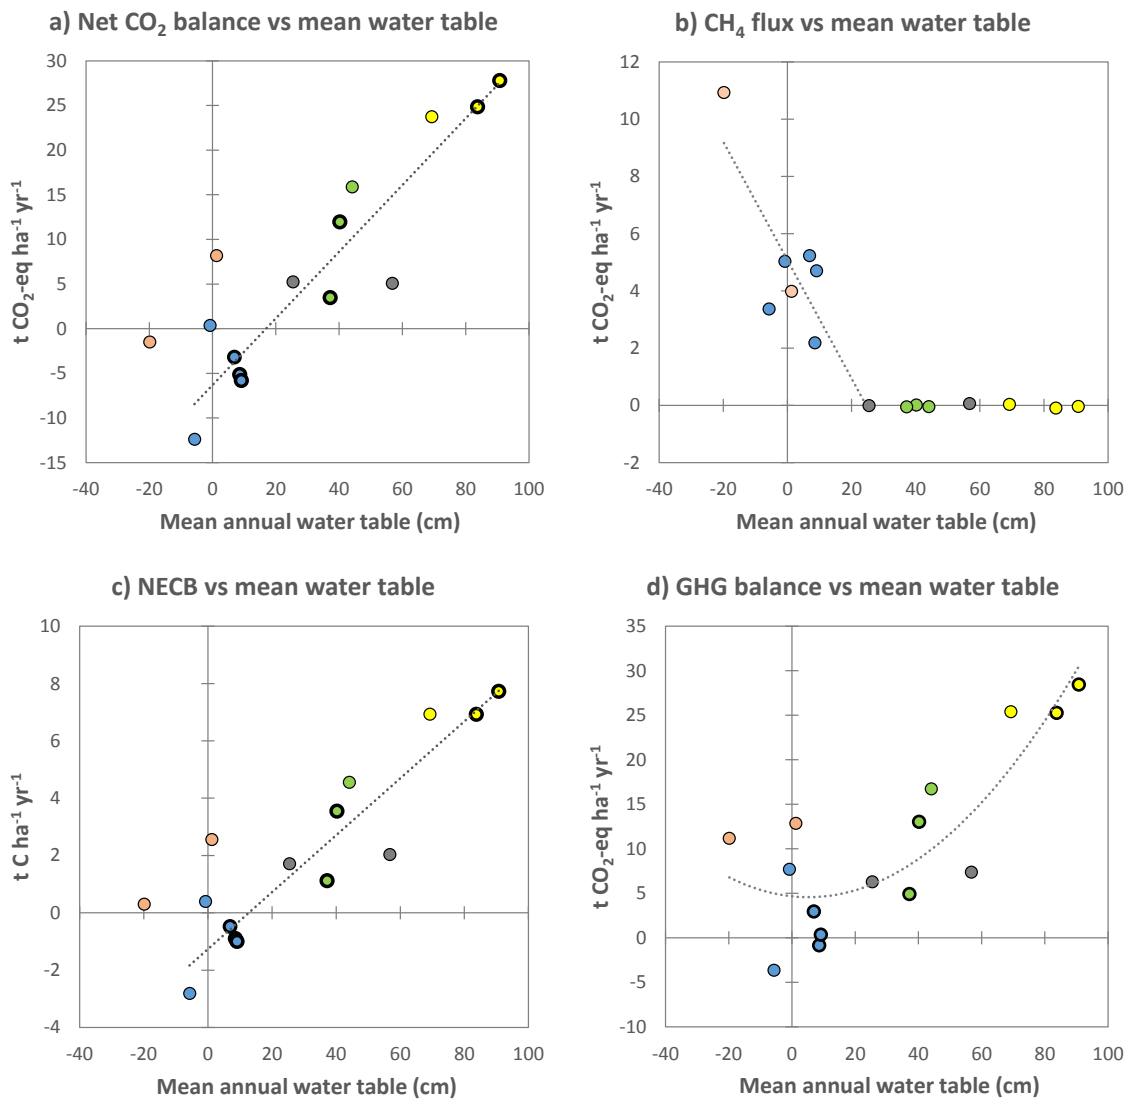 a) Net CO₂ balance vs mean water table
30
25
20
15
10
5
0
-5
-10
-15
-40 -20 0 20 40 60 80 100
t CO₂-eq ha⁻¹ yr⁻¹
Mean annual water table (cm)
b) CH₄ flux vs mean water table
12
10
8
6
4
2
0
-2
-40 -20 0 20 40 60 80 100
t CO₂-eq ha⁻¹ yr⁻¹
Mean annual water table (cm)
c) NECB vs mean water table
10
8
6
4
2
0
-2
-4
-40 -20 0 20 40 60 80 100
t C ha⁻¹ yr⁻¹
Mean annual water table (cm)
d) GHG balance vs mean water table
35
30
25
20
15
10
5
0
-5
-10
-40 -20 0 20 40 60 80 100
t CO₂-eq ha⁻¹ yr⁻¹
Mean annual water table (cm)